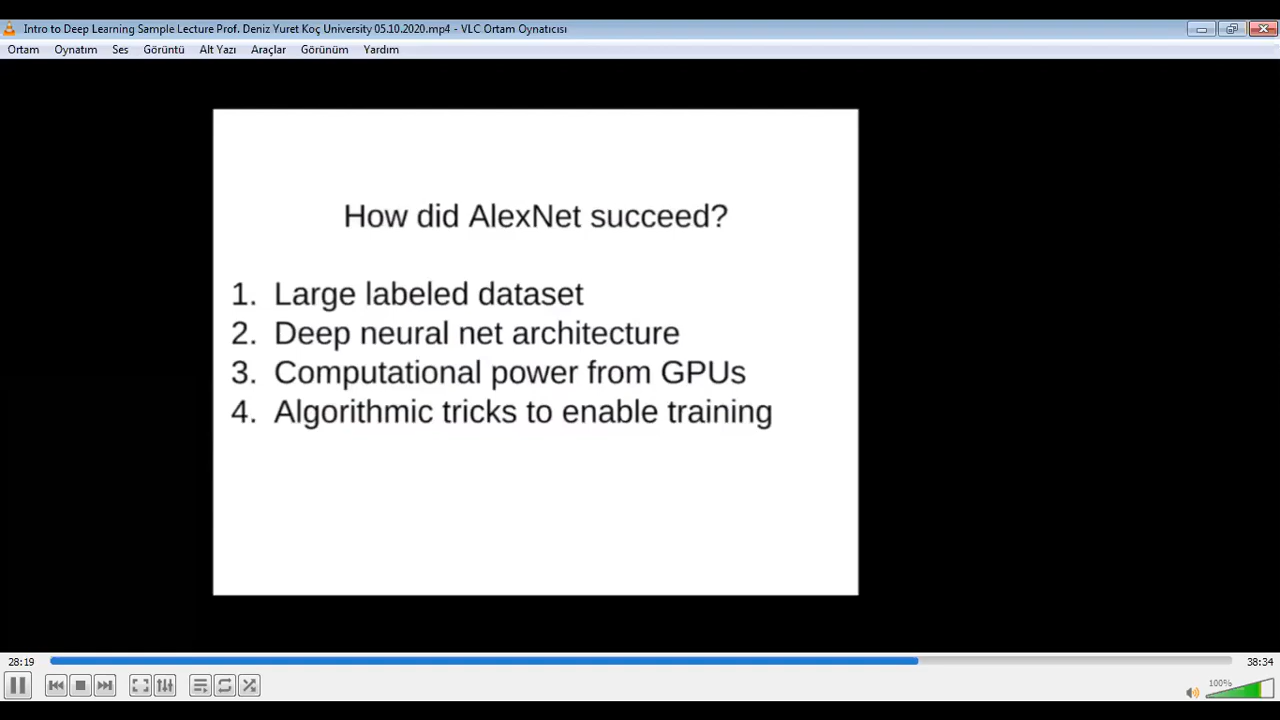 Intro to Deep Learning Sample Lecture Prof. Deniz Yuret Koç University 05.10.2020.mp4 - VLC Ortam Oynatıcısı
Ortam Oynatım Ses Görüntü Alt Yazı Araçlar Görünüm Yardım
How did AlexNet succeed?
1. Large labeled dataset
2. Deep neural net architecture
3. Computational power from GPUs
4. Algorithmic tricks to enable training
28:19 38:34
100%